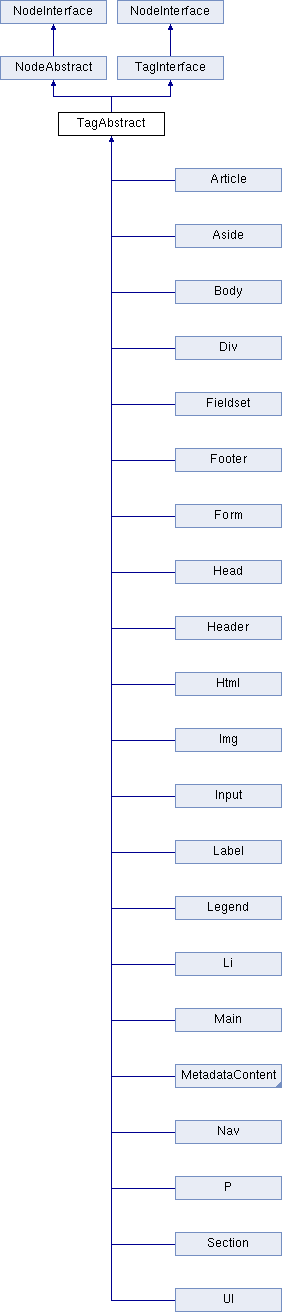 NodeInterface
NodeInterface
NodeAbstract
TagInterface
TagAbstract
Article
Aside
Body
Div
Fieldset
Footer
Form
Head
Header
Html
Img
Input
Label
Legend
Li
Main
MetadataContent
Nav
P
Section
Ul